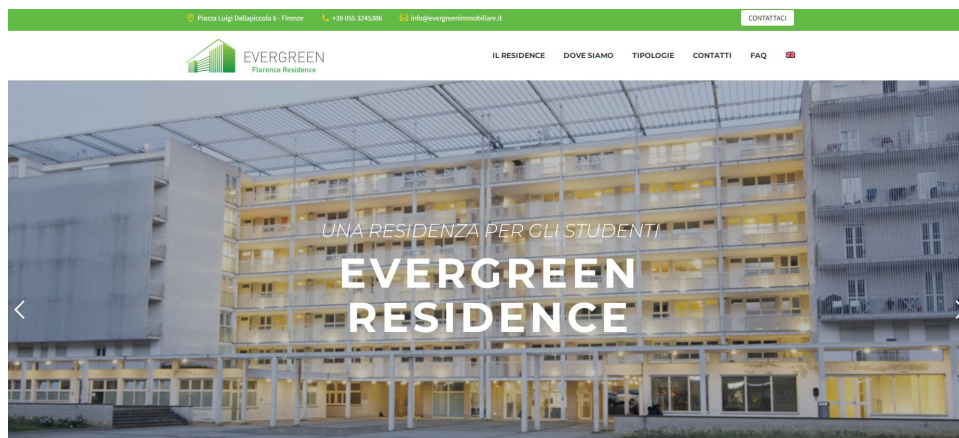 Piazza Luigi Dallapiccola 6 - Firenze +39 055 3245386 info@evergreenimmobiliare.it CONTATTACI
EVERGREEN
Florence Residence
IL RESIDENCE DOVE SIAMO TIPOLOGIE CONTATTI FAQ
UNA RESIDENZA PER GLI STUDENTI
EVERGREEN
RESIDENCE